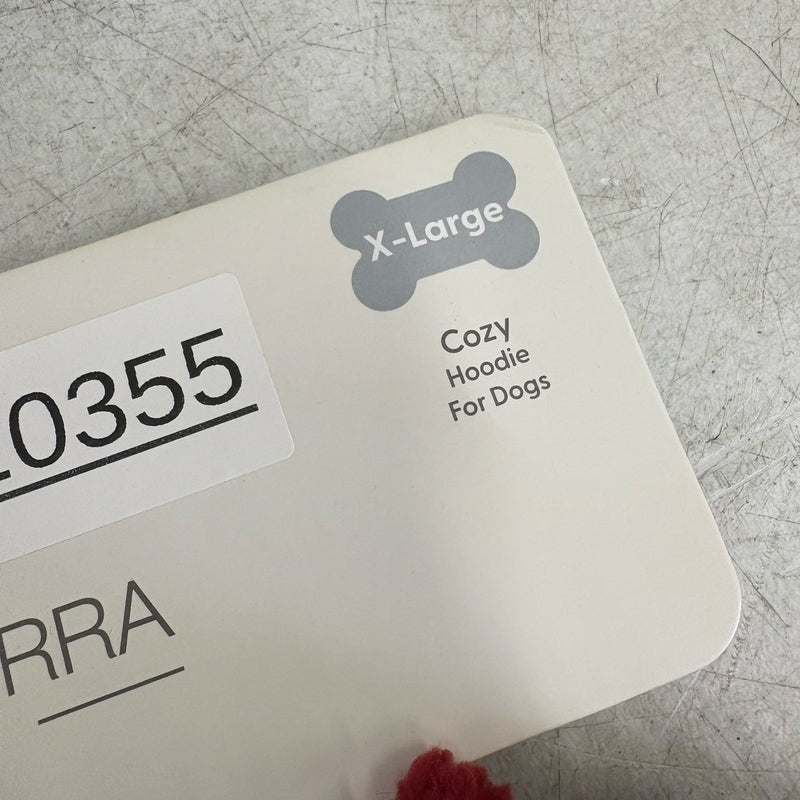 X-Large
Cozy
Hoodie
For Dogs
0355
RRA